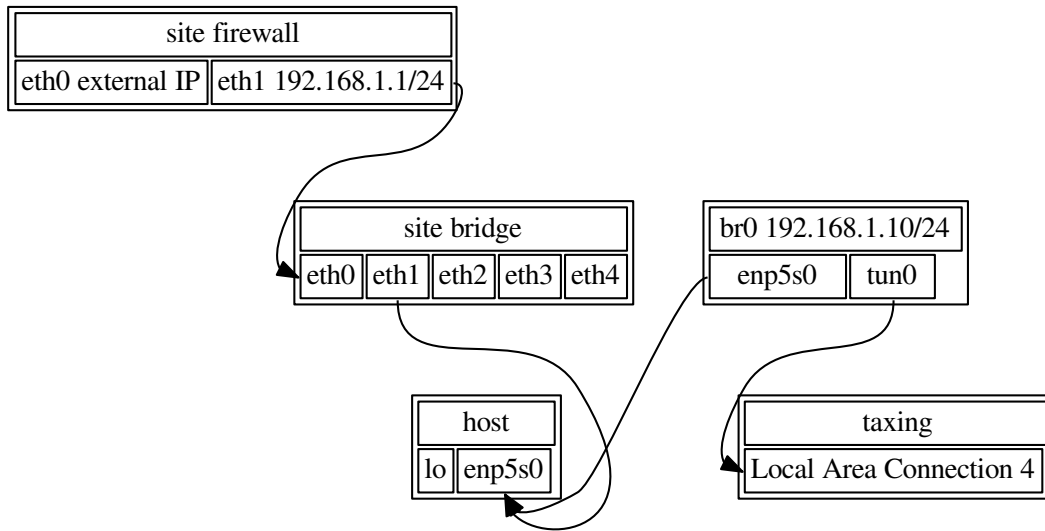 site firewall
eth0 external IP eth1 192.168.1.1/24
site bridge
eth0 eth1 eth2 eth3 eth4
br0 192.168.1.10/24
enp5s0 tun0
host
lo enp5s0
taxing
Local Area Connection 4